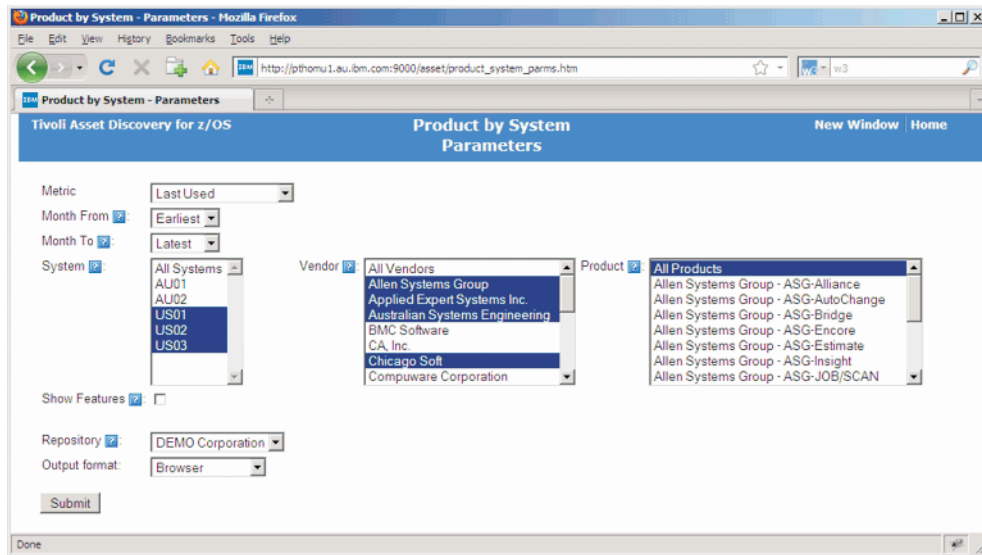 Product by System - Parameters - Mozilla Firefox
File Edit View History Bookmarks Tools Help
IBM http://pthomu1.au.ibm.com:9000/asset/product_system_parms.htm w3
IBM Product by System - Parameters
Tivoli Asset Discovery for z/OS
Product by System
Parameters
New Window Home
Metric Last Used
Month From ?: Earliest
Month To ?: Latest
System ?:
All Systems
AU01
AU02
US01
US02
US03
Vendor ?:
All Vendors
Allen Systems Group
Applied Expert Systems Inc.
Australian Systems Engineering
BMC Software
CA, Inc.
Chicago Soft
Compuware Corporation
Product ?:
All Products
Allen Systems Group - ASG-Alliance
Allen Systems Group - ASG-AutoChange
Allen Systems Group - ASG-Bridge
Allen Systems Group - ASG-Encore
Allen Systems Group - ASG-Estimate
Allen Systems Group - ASG-Insight
Allen Systems Group - ASG-JOB/SCAN
Show Features ?:
Repository ?: DEMO Corporation
Output format: Browser
Submit
Done